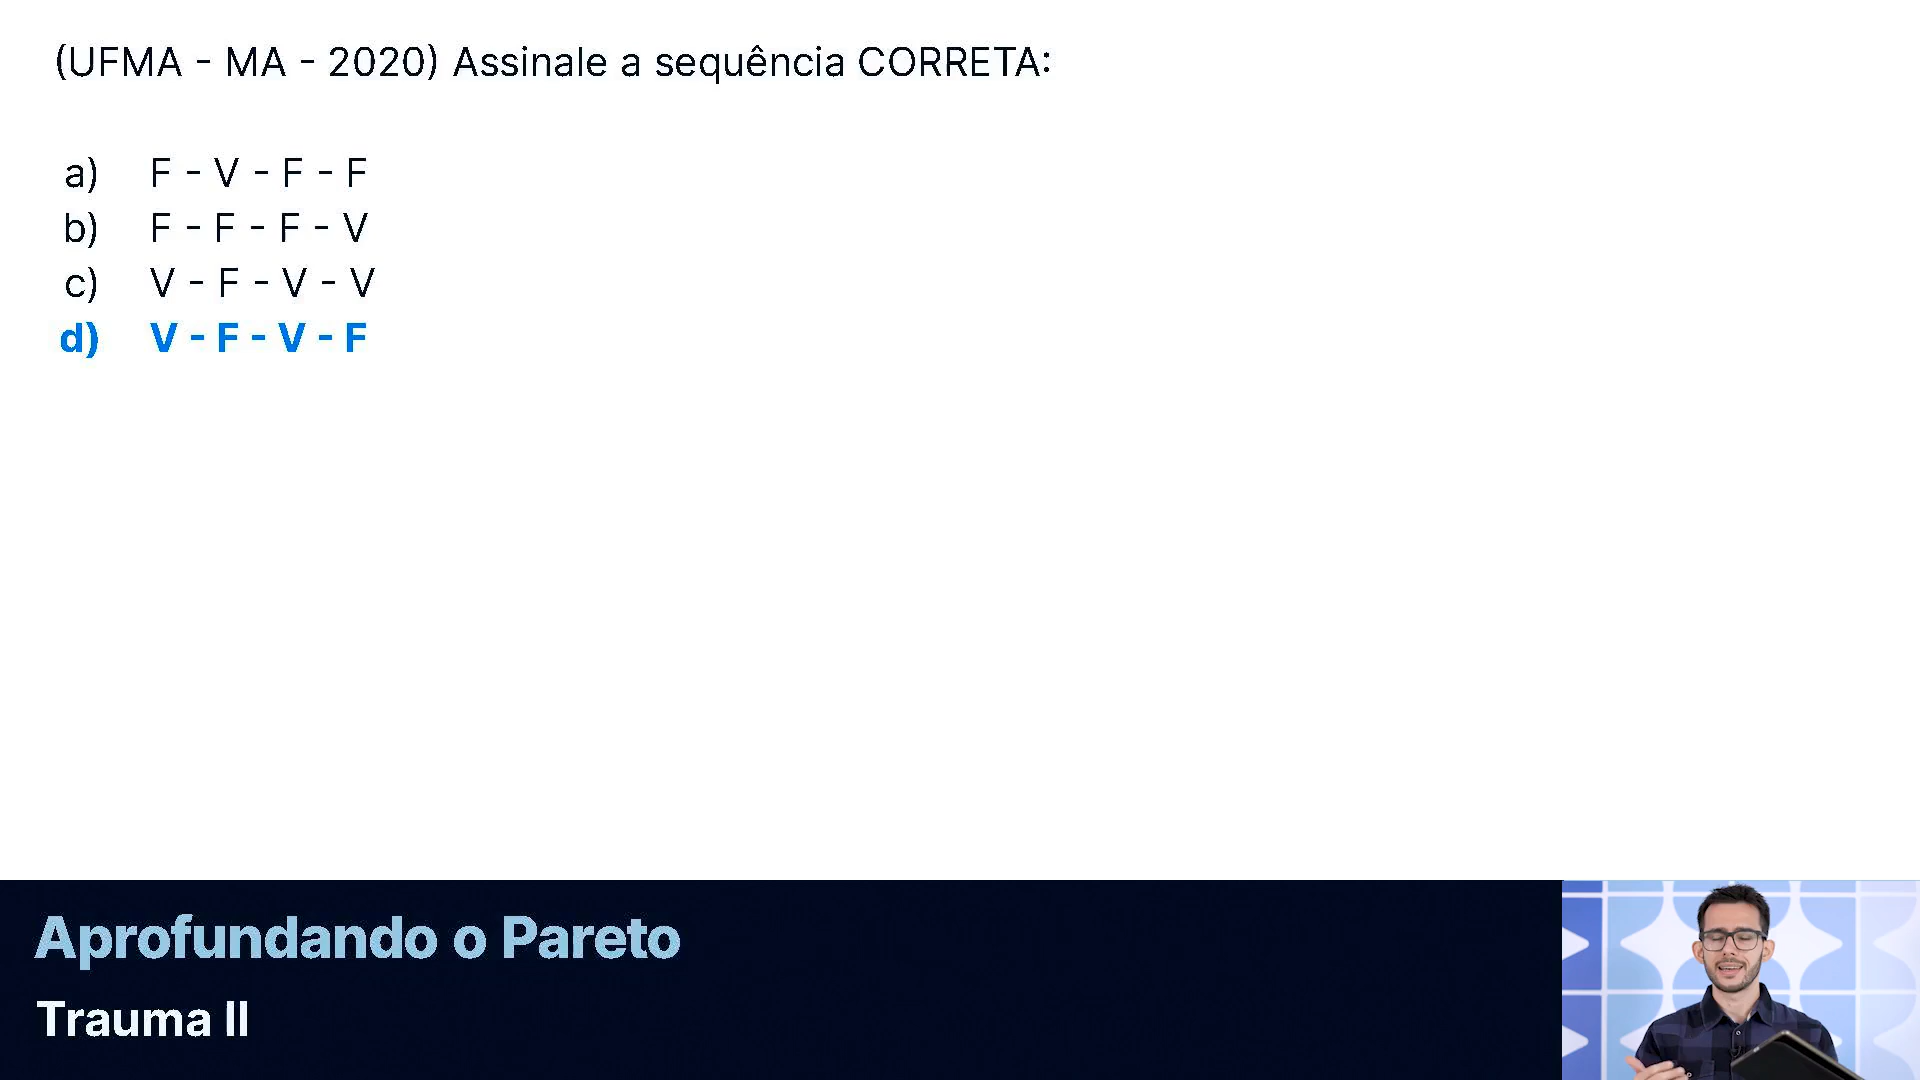 (UFMA - MA - 2020) Assinale a sequência CORRETA:
a) F - V - F - F
b) F - F - F - V
c) V - F - V - V
d) V - F - V - F
Aprofundando o Pareto
Trauma II